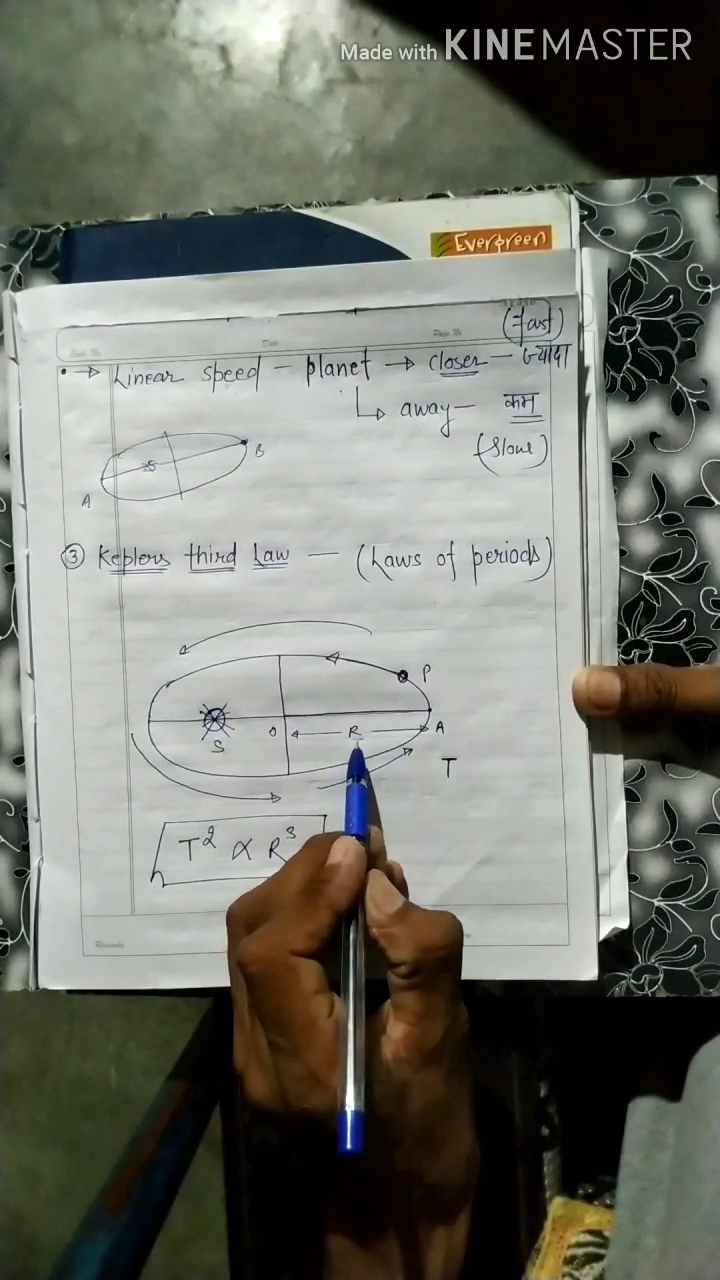 Made with KINEMASTER
Evergreen
(Fast)
• → Linear speed - planet → closer - ज्यादा
↳ away - कम
(Slow)
S
B
A
③ Keplers third Law — (Laws of periods)
P
S O R A
T
T² ∝ R³